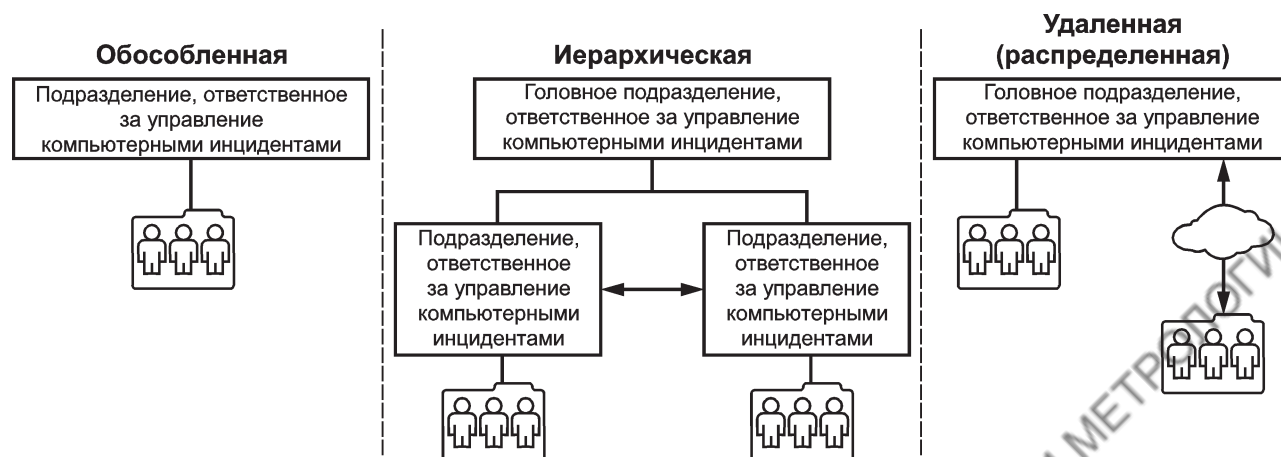 Обособленная
Подразделение, ответственное
за управление
компьютерными инцидентами
Иерархическая
Головное подразделение,
ответственное за управление
компьютерными инцидентами
Подразделение,
ответственное
за управление
компьютерными
инцидентами
Подразделение,
ответственное
за управление
компьютерными
инцидентами
Удаленная
(распределенная)
Головное подразделение,
ответственное за управление
компьютерными инцидентами